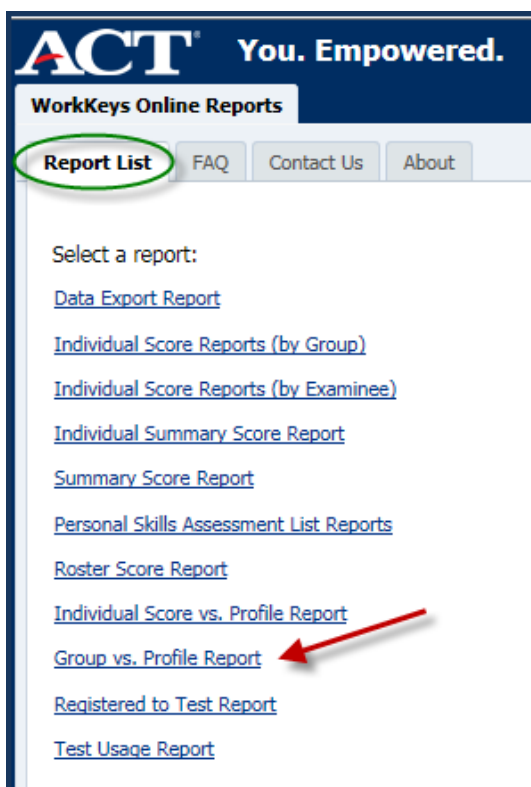 ACT® You. Empowered.
WorkKeys Online Reports
Report List FAQ Contact Us About
Select a report:
Data Export Report
Individual Score Reports (by Group)
Individual Score Reports (by Examinee)
Individual Summary Score Report
Summary Score Report
Personal Skills Assessment List Reports
Roster Score Report
Individual Score vs. Profile Report
Group vs. Profile Report
Registered to Test Report
Test Usage Report